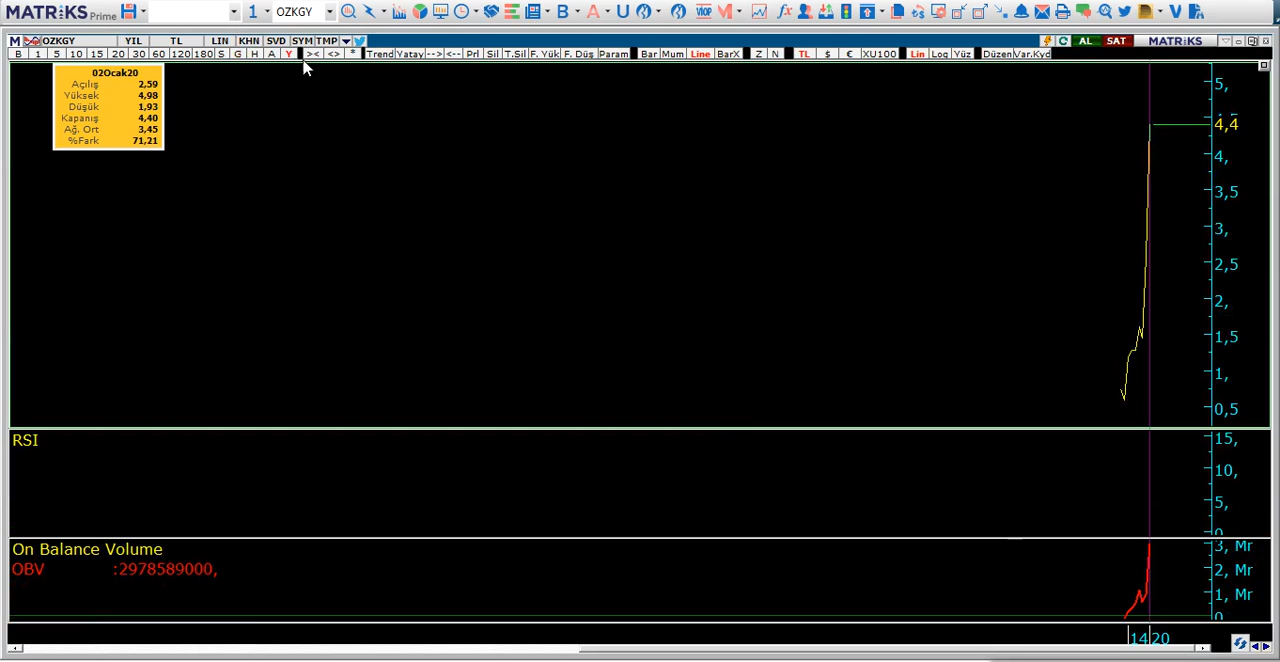 MATRiKS Prime 1 OZKGY B A U VIOP M fx V
M OZKGY YIL TL LIN KHN SVD SYM TMP AL SAT MATRiKS
B 1 5 10 15 20 30 60 120 180 S G H A Y >< <> * Trend Yatay --> <-- Prl Sil T.Sil F. Yük F. Düş Param Bar Mum Line BarX Z N TL $ € XU100 Lin Log Yüz Düzen Var.Kyd
02Ocak20
Açılış 2,59
Yüksek 4,98
Düşük 1,93
Kapanış 4,40
Ağ. Ort 3,45
%Fark 71,21
5,
4,4
4,
3,5
3,
2,5
2,
1,5
1,
0,5
RSI
15,
10,
5,
0
On Balance Volume
OBV :2978589000,
3, Mr
2, Mr
1, Mr
0
14 20